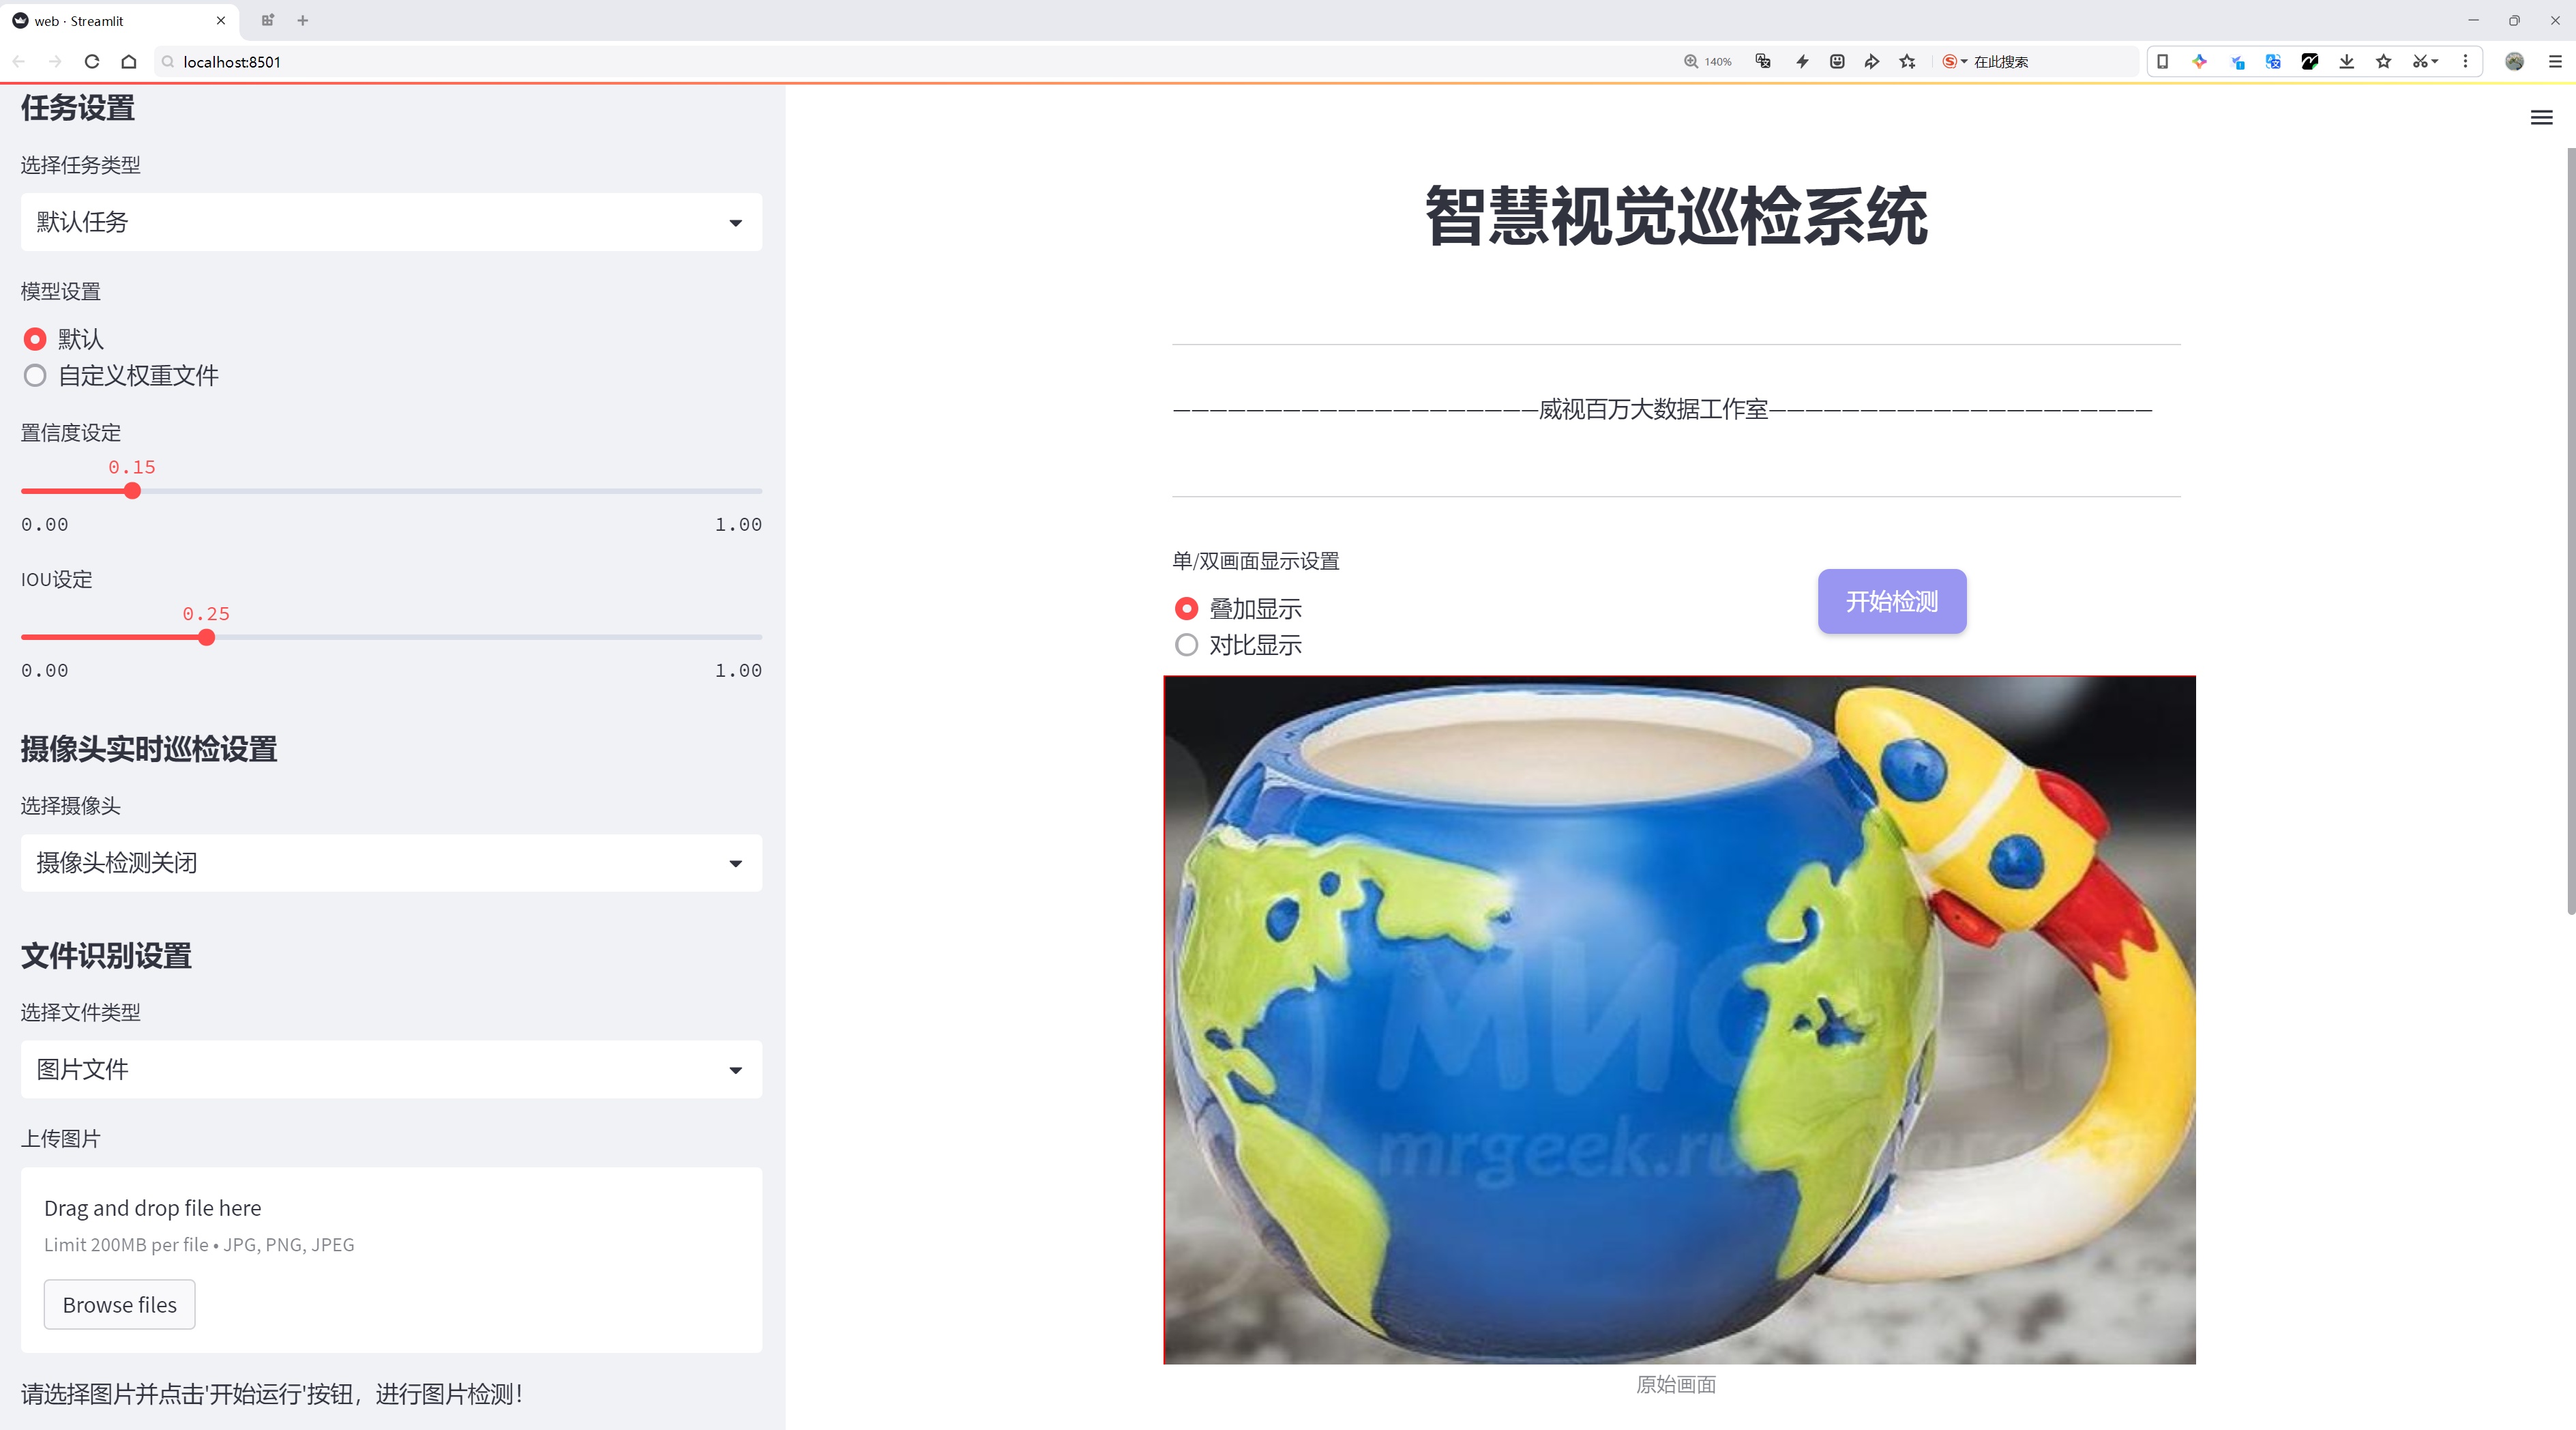 web · Streamlit
localhost:8501
140%
在此搜索
任务设置
选择任务类型
默认任务
模型设置
默认
自定义权重文件
置信度设定
0.15
0.00
1.00
IOU设定
0.25
0.00
1.00
摄像头实时巡检设置
选择摄像头
摄像头检测关闭
文件识别设置
选择文件类型
图片文件
上传图片
Drag and drop file here
Limit 200MB per file • JPG, PNG, JPEG
Browse files
请选择图片并点击'开始运行'按钮，进行图片检测！
智慧视觉巡检系统
————————————————————威视百万大数据工作室—————————————————————
单/双画面显示设置
叠加显示
对比显示
开始检测
mrgeek.ru
原始画面